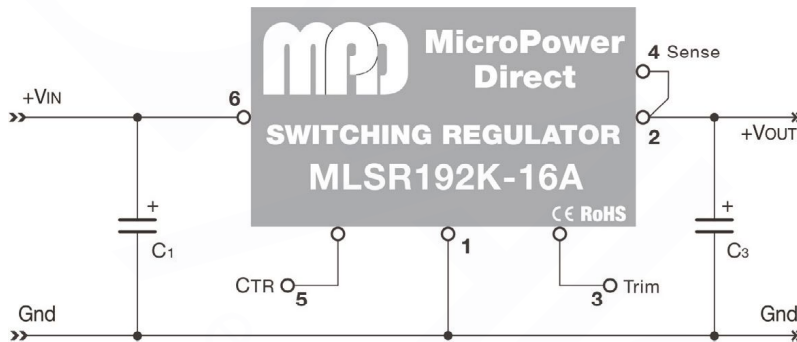 MPD
MicroPower
Direct
4 Sense
+VIN
6
2
+VOUT
SWITCHING REGULATOR
MLSR192K-16A
CE RoHS
+
C1
+
C3
1
CTR
5
3
Trim
Gnd
Gnd